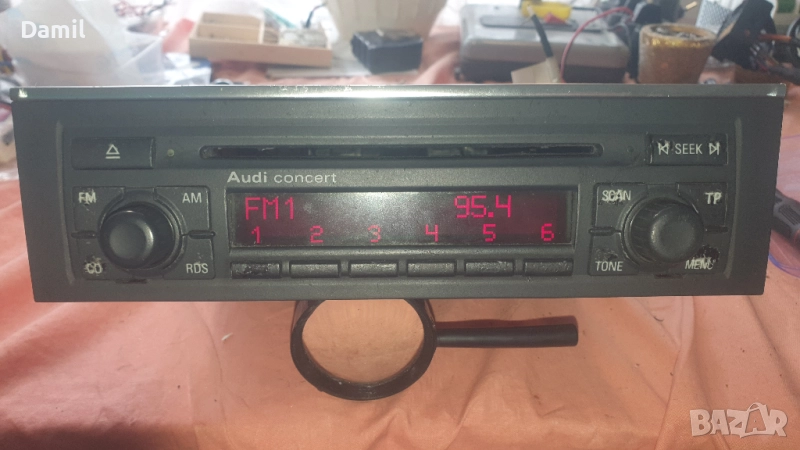 Damil
SEEK
Audi concert
FM AM
FM1 95.4
1 2 3 4 5 6
SCAN TP
CD RDS
TONE MENU
BAZAR